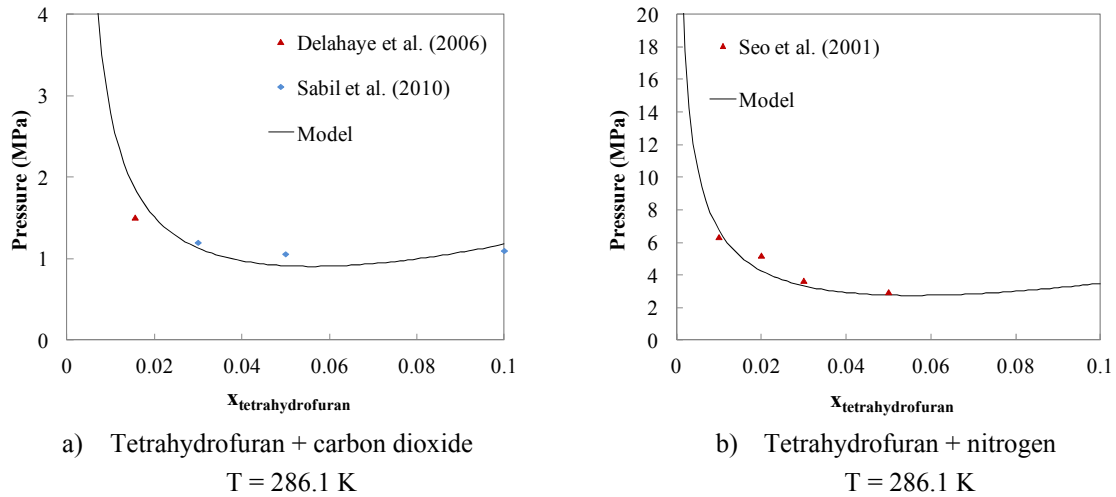 4
3
2
1
0
Pressure (MPa)
Delahaye et al. (2006)
Sabil et al. (2010)
Model
0 0.02 0.04 0.06 0.08 0.1
xtetrahydrofuran
a) Tetrahydrofuran + carbon dioxide
T = 286.1 K
20
18
16
14
12
10
8
6
4
2
0
Pressure (MPa)
Seo et al. (2001)
Model
0 0.02 0.04 0.06 0.08 0.1
xtetrahydrofuran
b) Tetrahydrofuran + nitrogen
T = 286.1 K